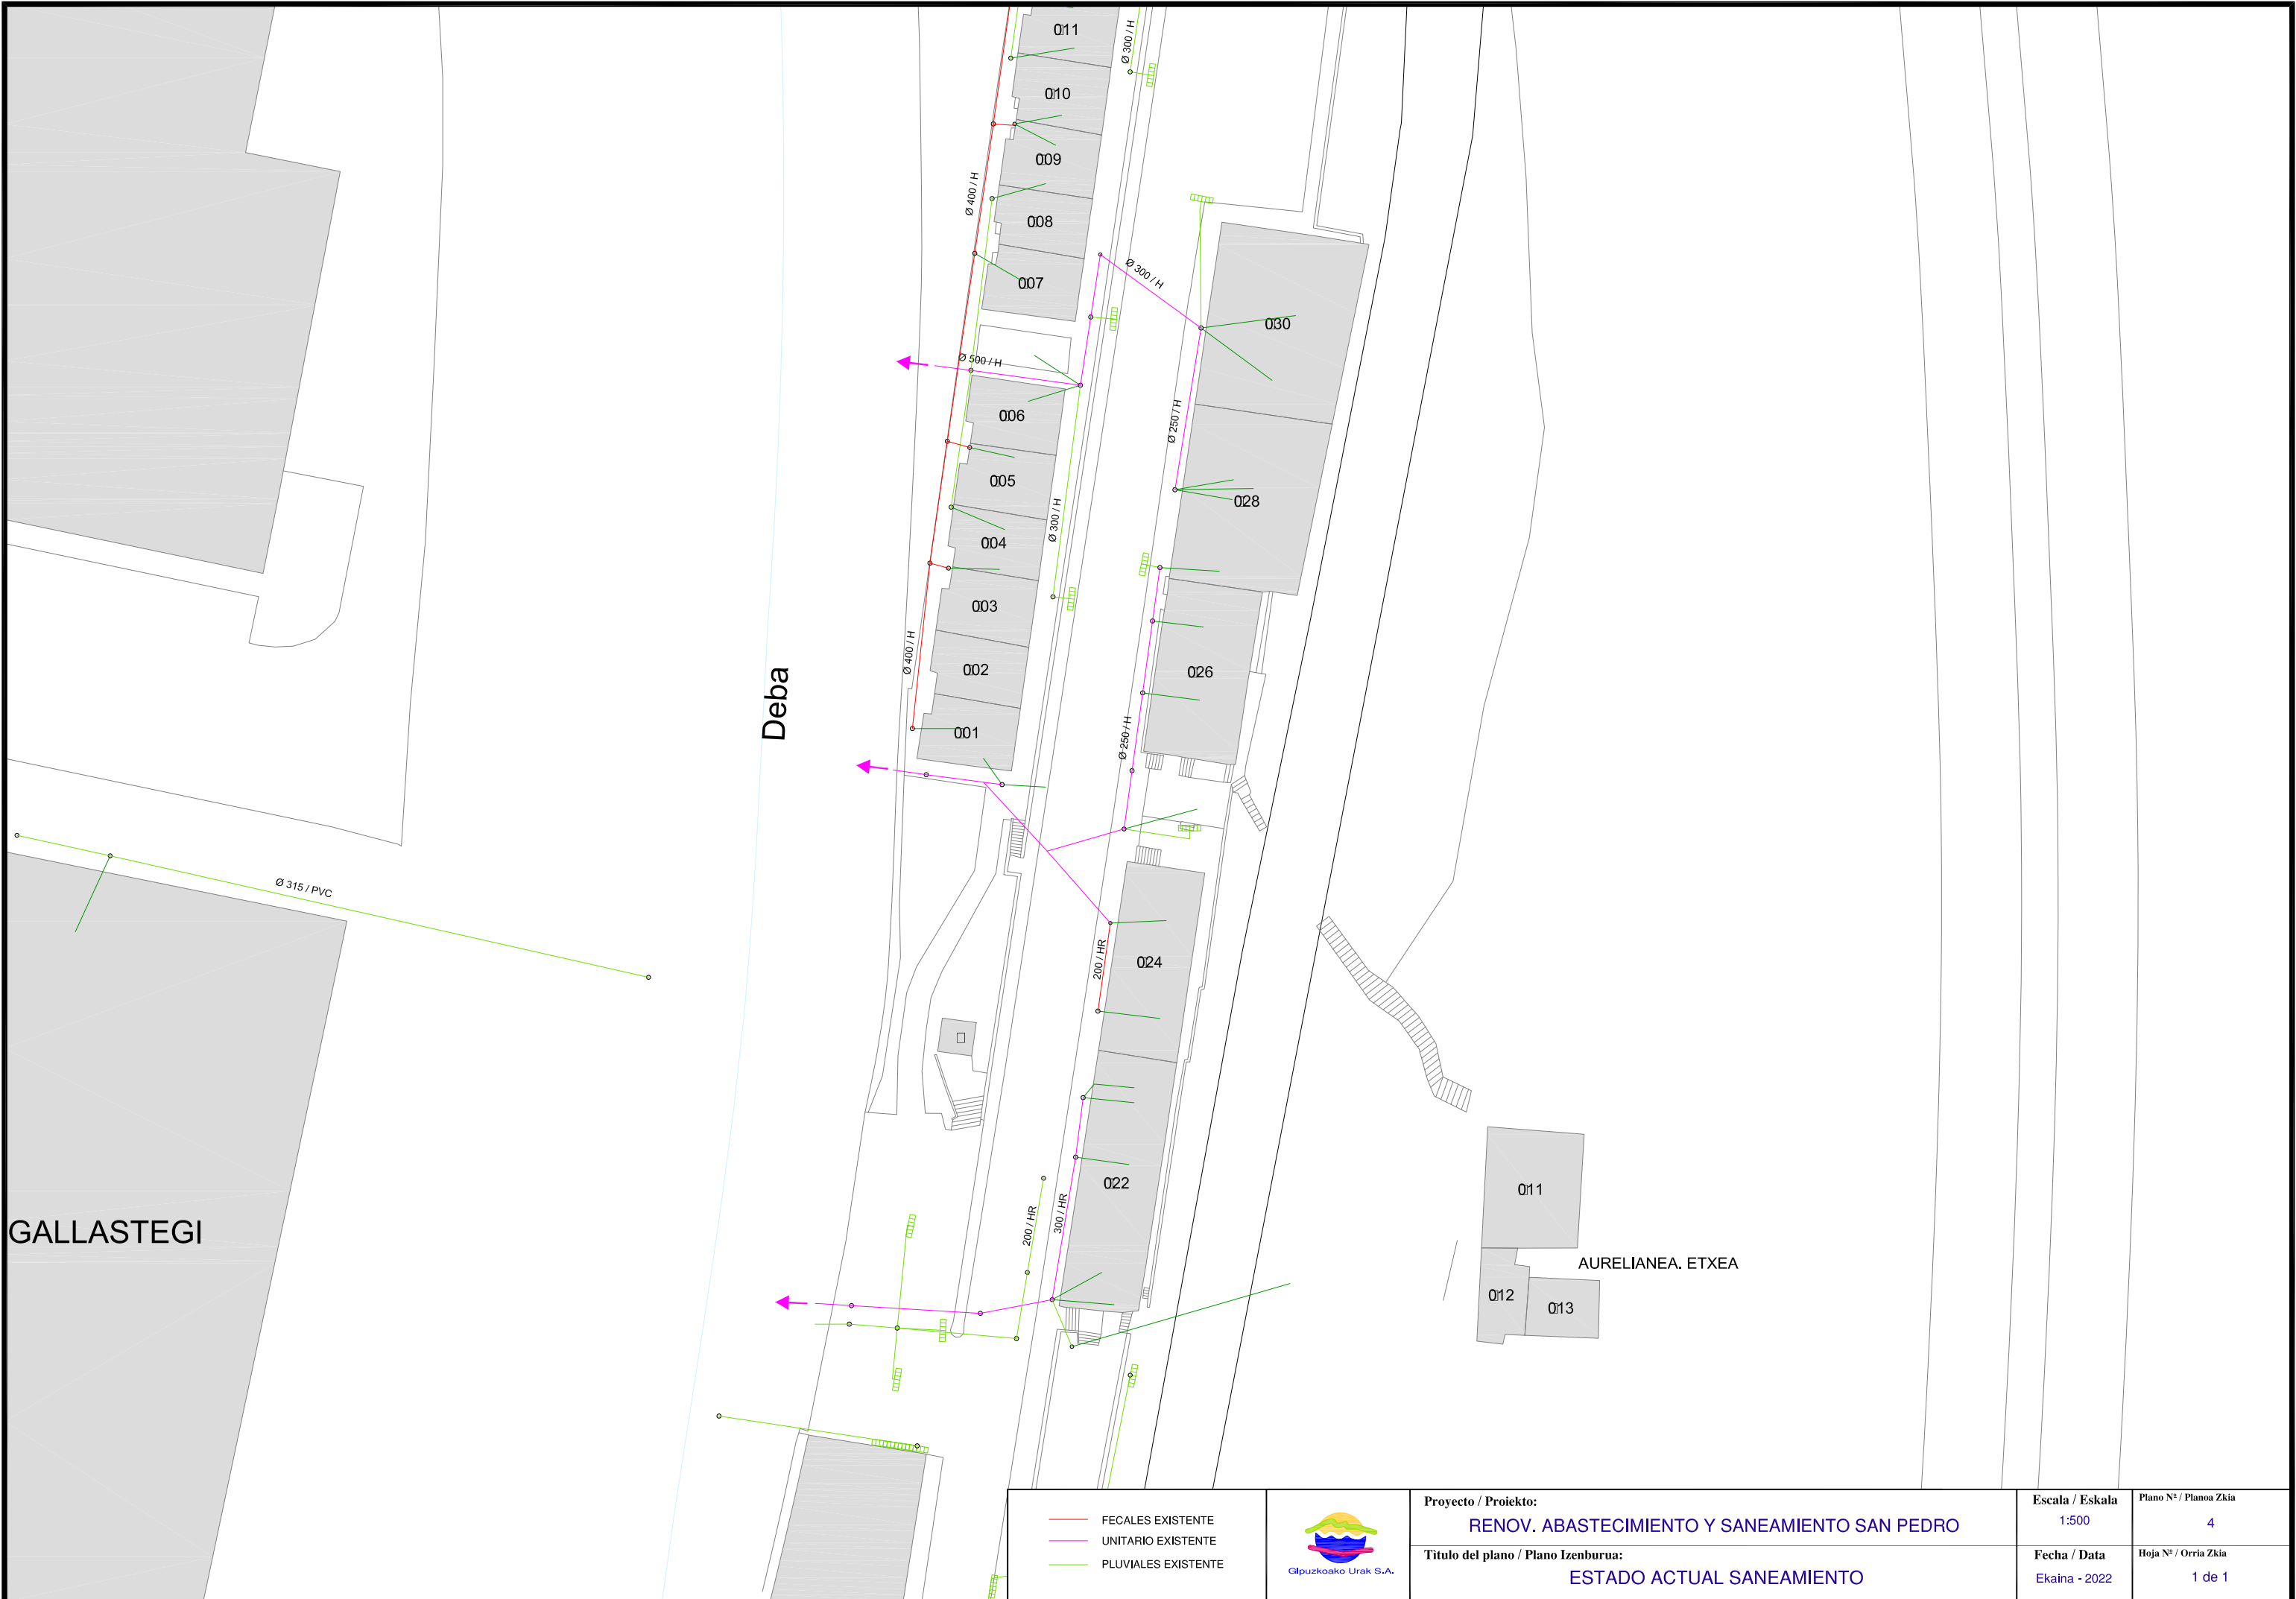 011
Ø 300 / H
010
009
Ø 400 / H
008
007
Ø 300 / H
030
Ø 500 / H
006
Ø 250 / H
005
028
Ø 300 / H
004
003
Ø 400 / H
002
026
Deba
001
Ø 250 / H
Ø 315 / PVC
200 / HR
024
022
300 / HR
200 / HR
011
GALLASTEGI
AURELIANEA. ETXEA
012
013
FECALES EXISTENTE
UNITARIO EXISTENTE
PLUVIALES EXISTENTE
Gipuzkoako Urak S.A.
Proyecto / Proiekto:
RENOV. ABASTECIMIENTO Y SANEAMIENTO SAN PEDRO
Titulo del plano / Plano Izenburua:
ESTADO ACTUAL SANEAMIENTO
Escala / Eskala
1:500
Plano Nº / Planoa Zkia
4
Fecha / Data
Ekaina - 2022
Hoja Nº / Orria Zkia
1 de 1